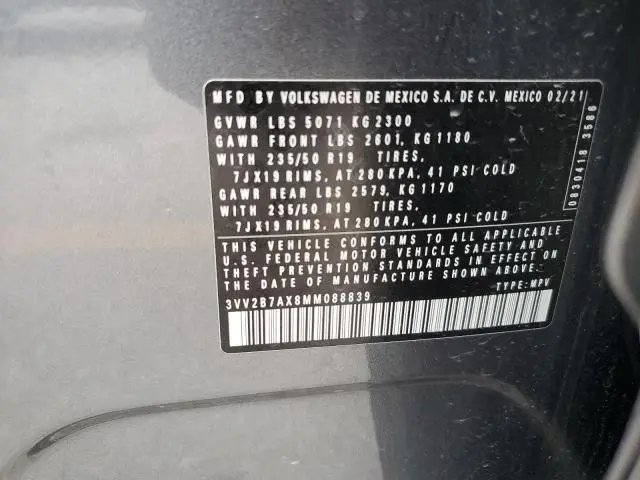 MFD BY VOLKSWAGEN DE MEXICO S.A. DE C.V. MEXICO 02/21
GVWR LBS 5071 KG 2300
GAWR FRONT LBS 2601, KG 1180
WITH 235/50 R19 TIRES,
7JX19 RIMS, AT 280 KPA, 41 PSI COLD
GAWR REAR LBS 2579, KG 1170
WITH 235/50 R19 TIRES,
7JX19 RIMS, AT 280 KPA, 41 PSI COLD
THIS VEHICLE CONFORMS TO ALL APPLICABLE
U.S. FEDERAL MOTOR VEHICLE SAFETY AND
THEFT PREVENTION STANDARDS IN EFFECT ON
THE DATE OF MANUFACTURE SHOWN ABOVE.
3VV2B7AX8MM088839
TYPE: MPV
0830418 3586